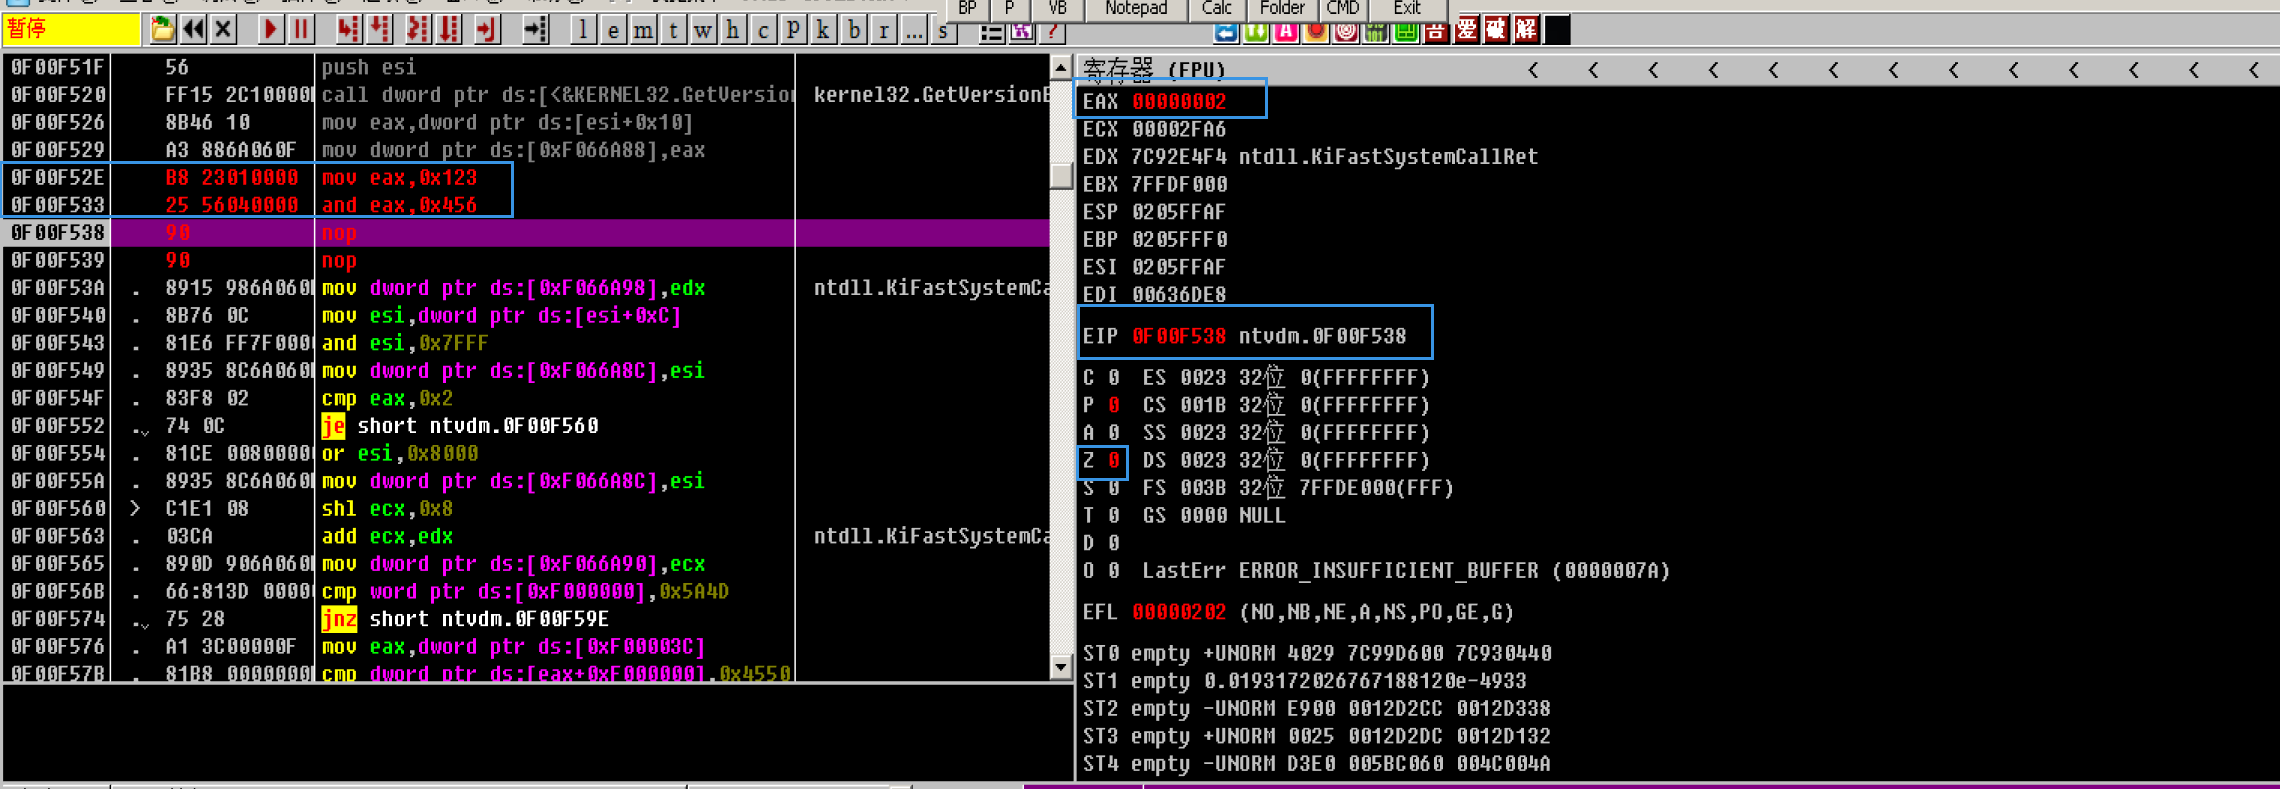 BP P VB Notepad Calc Folder CMD Exit
暂停
l e m t w h c p k b r ... s ?
吾 爱 破 解
0F00F51F 56 push esi
0F00F520 FF15 2C10000 call dword ptr ds:[<&KERNEL32.GetVersion kernel32.GetVersionE
0F00F526 8B46 10 mov eax,dword ptr ds:[esi+0x10]
0F00F529 A3 886A060F mov dword ptr ds:[0xF066A88],eax
0F00F52E B8 23010000 mov eax,0x123
0F00F533 25 56040000 and eax,0x456
0F00F538 90 nop
0F00F539 90 nop
0F00F53A . 8915 986A060 mov dword ptr ds:[0xF066A98],edx ntdll.KiFastSystemCa
0F00F540 . 8B76 0C mov esi,dword ptr ds:[esi+0xC]
0F00F543 . 81E6 FF7F000 and esi,0x7FFF
0F00F549 . 8935 8C6A060 mov dword ptr ds:[0xF066A8C],esi
0F00F54F . 83F8 02 cmp eax,0x2
0F00F552 . 74 0C je short ntvdm.0F00F560
0F00F554 . 81CE 0080000 or esi,0x8000
0F00F55A . 8935 8C6A060 mov dword ptr ds:[0xF066A8C],esi
0F00F560 > C1E1 08 shl ecx,0x8
0F00F563 . 03CA add ecx,edx ntdll.KiFastSystemCa
0F00F565 . 890D 906A060 mov dword ptr ds:[0xF066A90],ecx
0F00F56B . 66:813D 0000 cmp word ptr ds:[0xF000000],0x5A4D
0F00F574 . 75 28 jnz short ntvdm.0F00F59E
0F00F576 . A1 3C00000F mov eax,dword ptr ds:[0xF00003C]
0F00F57B . 81B8 0000000 cmp dword ptr ds:[eax+0xF000000],0x4550
寄存器 (FPU) < < < < < < < < < < < < <
EAX 00000002
ECX 00002FA6
EDX 7C92E4F4 ntdll.KiFastSystemCallRet
EBX 7FFDF000
ESP 0205FFAF
EBP 0205FFF0
ESI 0205FFAF
EDI 00636DE8
EIP 0F00F538 ntvdm.0F00F538
C 0 ES 0023 32位 0(FFFFFFFF)
P 0 CS 001B 32位 0(FFFFFFFF)
A 0 SS 0023 32位 0(FFFFFFFF)
Z 0 DS 0023 32位 0(FFFFFFFF)
S 0 FS 003B 32位 7FFDE000(FFF)
T 0 GS 0000 NULL
D 0
O 0 LastErr ERROR_INSUFFICIENT_BUFFER (0000007A)
EFL 00000202 (NO,NB,NE,A,NS,PO,GE,G)
ST0 empty +UNORM 4029 7C99D600 7C930440
ST1 empty 0.0193172026767188120e-4933
ST2 empty -UNORM E900 0012D2CC 0012D338
ST3 empty +UNORM 0025 0012D2DC 0012D132
ST4 empty -UNORM D3E0 005BC060 004C004A